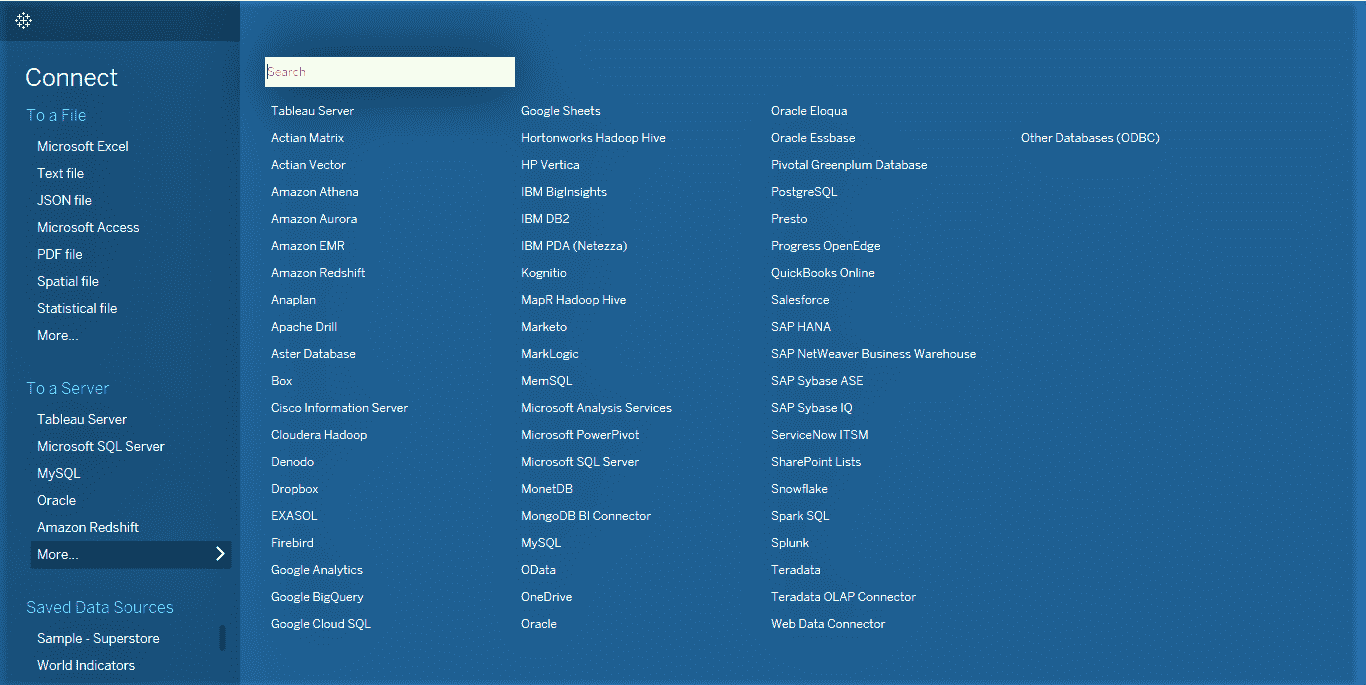 Connect
To a File
Microsoft Excel
Text file
JSON file
Microsoft Access
PDF file
Spatial file
Statistical file
More...
To a Server
Tableau Server
Microsoft SQL Server
MySQL
Oracle
Amazon Redshift
More...
Saved Data Sources
Sample - Superstore
World Indicators
Search
Tableau Server
Actian Matrix
Actian Vector
Amazon Athena
Amazon Aurora
Amazon EMR
Amazon Redshift
Anaplan
Apache Drill
Aster Database
Box
Cisco Information Server
Cloudera Hadoop
Denodo
Dropbox
EXASOL
Firebird
Google Analytics
Google BigQuery
Google Cloud SQL
Google Sheets
Hortonworks Hadoop Hive
HP Vertica
IBM BigInsights
IBM DB2
IBM PDA (Netezza)
Kognitio
MapR Hadoop Hive
Marketo
MarkLogic
MemSQL
Microsoft Analysis Services
Microsoft PowerPivot
Microsoft SQL Server
MonetDB
MongoDB BI Connector
MySQL
OData
OneDrive
Oracle
Oracle Eloqua
Oracle Essbase
Pivotal Greenplum Database
PostgreSQL
Presto
Progress OpenEdge
QuickBooks Online
Salesforce
SAP HANA
SAP NetWeaver Business Warehouse
SAP Sybase ASE
SAP Sybase IQ
ServiceNow ITSM
SharePoint Lists
Snowflake
Spark SQL
Splunk
Teradata
Teradata OLAP Connector
Web Data Connector
Other Databases (ODBC)